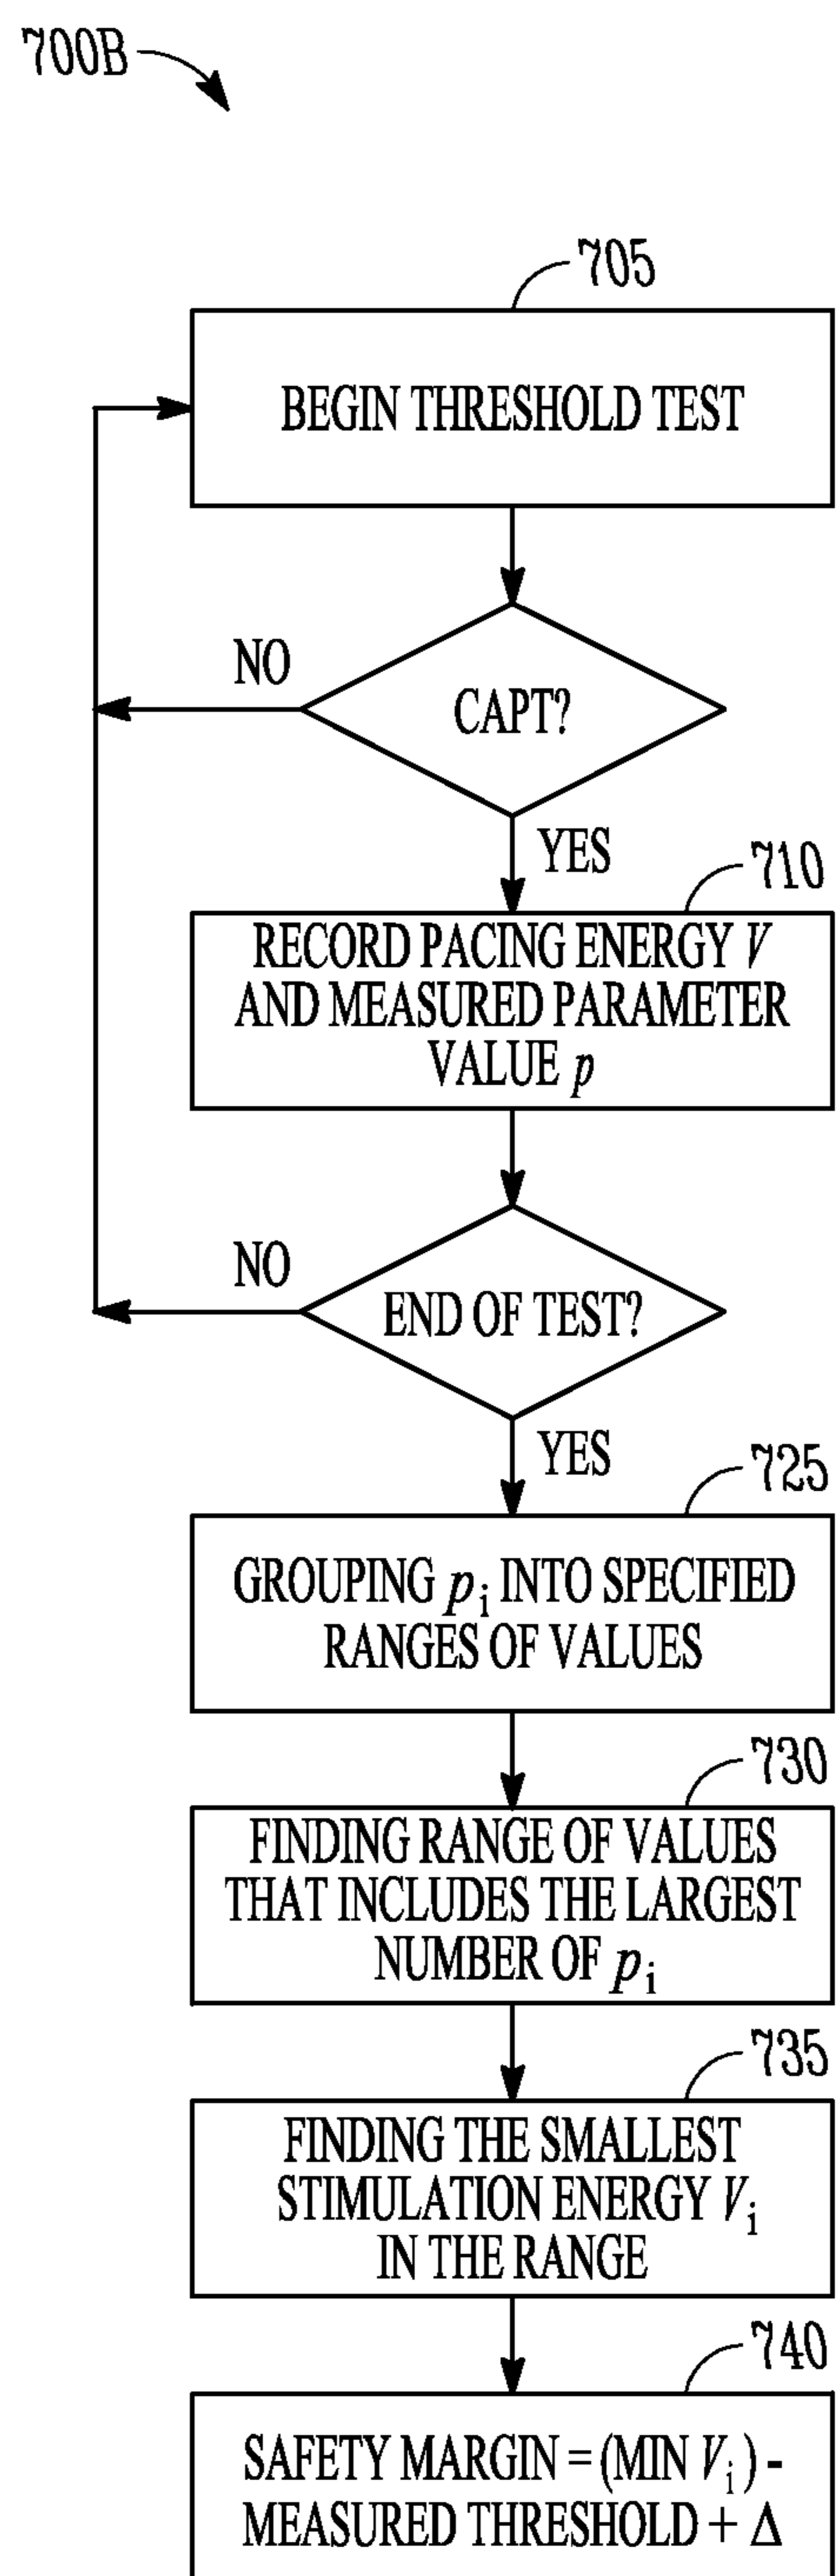 700B
705
BEGIN THRESHOLD TEST
NO
CAPT?
YES
710
RECORD PACING ENERGY V
AND MEASURED PARAMETER
VALUE p
NO
END OF TEST?
YES
725
GROUPING pi INTO SPECIFIED
RANGES OF VALUES
730
FINDING RANGE OF VALUES
THAT INCLUDES THE LARGEST
NUMBER OF pi
735
FINDING THE SMALLEST
STIMULATION ENERGY Vi
IN THE RANGE
740
SAFETY MARGIN = (MIN Vi) -
MEASURED THRESHOLD + Δ